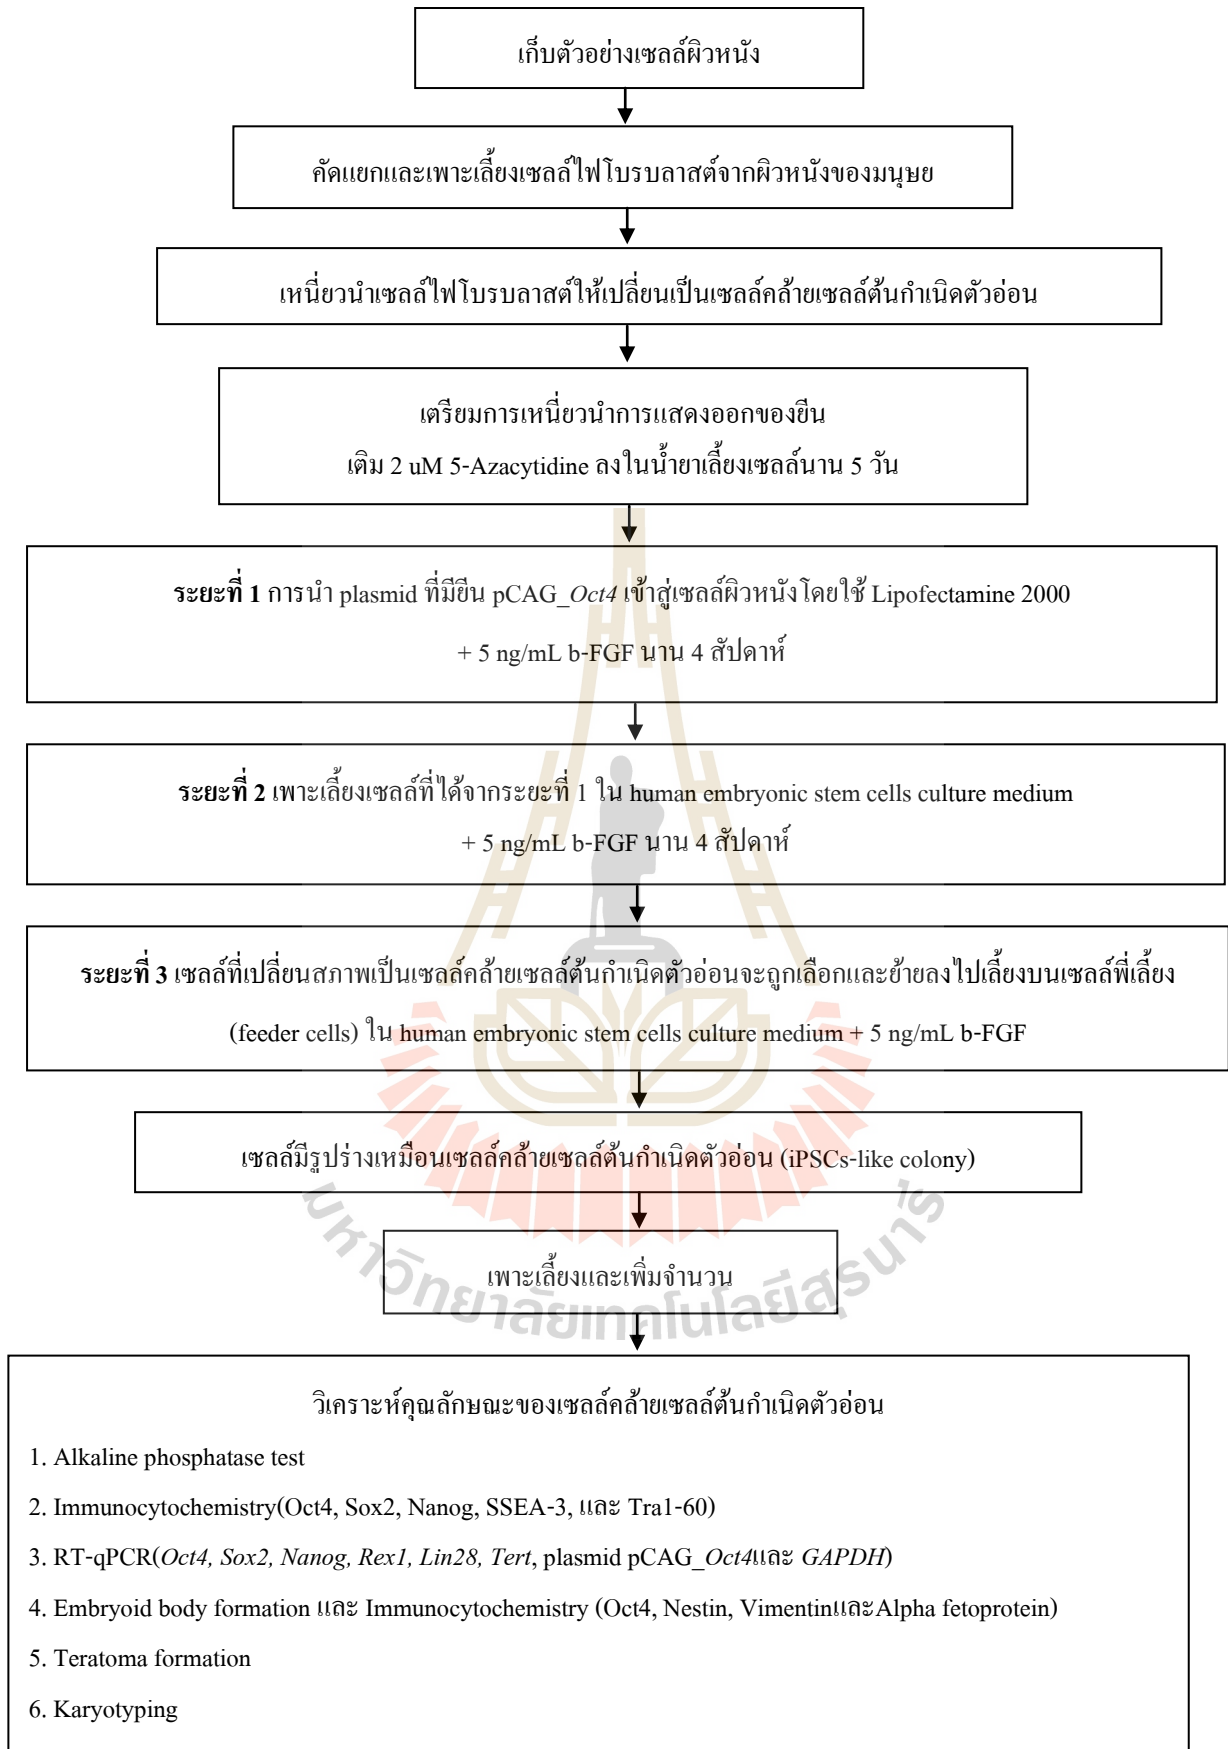 เก็บตัวอย่างเซลล์ผิวหนัง
คัดแยกและเพาะเลี้ยงเซลล์ไฟโบรบลาสต์จากผิวหนังของมนุษย
เหนี่ยวนำเซลล์ไฟโบรบลาสต์ให้เปลี่ยนเป็นเซลล์คล้ายเซลล์ต้นกำเนิดตัวอ่อน
เตรียมการเหนี่ยวนำการแสดงออกของยีน
เติม 2 uM 5-Azacytidine ลงในน้ำยาเลี้ยงเซลล์นาน 5 วัน
ระยะที่ 1 การนำ plasmid ที่มียีน pCAG_Oct4 เข้าสู่เซลล์ผิวหนังโดยใช้ Lipofectamine 2000
+ 5 ng/mL b-FGF นาน 4 สัปดาห์
ระยะที่ 2 เพาะเลี้ยงเซลล์ที่ได้จากระยะที่ 1 ใน human embryonic stem cells culture medium
+ 5 ng/mL b-FGF นาน 4 สัปดาห์
ระยะที่ 3 เซลล์ที่เปลี่ยนสภาพเป็นเซลล์คล้ายเซลล์ต้นกำเนิดตัวอ่อนจะถูกเลือกและย้ายลงไปเลี้ยงบนเซลล์พี่เลี้ยง
(feeder cells) ใน human embryonic stem cells culture medium + 5 ng/mL b-FGF
เซลล์มีรูปร่างเหมือนเซลล์คล้ายเซลล์ต้นกำเนิดตัวอ่อน (iPSCs-like colony)
เพาะเลี้ยงและเพิ่มจำนวน
มหาวิทยาลัยเทคโนโลยีสุรนารี
วิเคราะห์คุณลักษณะของเซลล์คล้ายเซลล์ต้นกำเนิดตัวอ่อน
1. Alkaline phosphatase test
2. Immunocytochemistry(Oct4, Sox2, Nanog, SSEA-3, และ Tra1-60)
3. RT-qPCR(Oct4, Sox2, Nanog, Rex1, Lin28, Tert, plasmid pCAG_Oct4และ GAPDH)
4. Embryoid body formation และ Immunocytochemistry (Oct4, Nestin, VimentinและAlpha fetoprotein)
5. Teratoma formation
6. Karyotyping